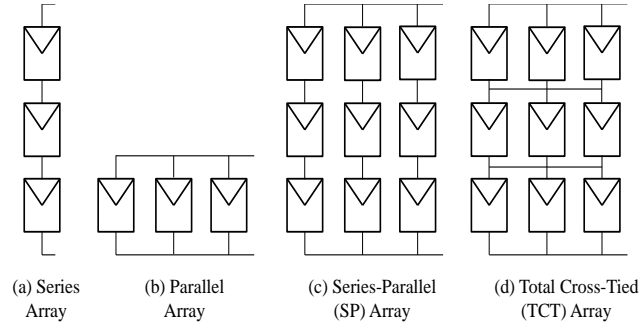 (a) Series
Array
(b) Parallel
Array
(c) Series-Parallel
(SP) Array
(d) Total Cross-Tied
(TCT) Array